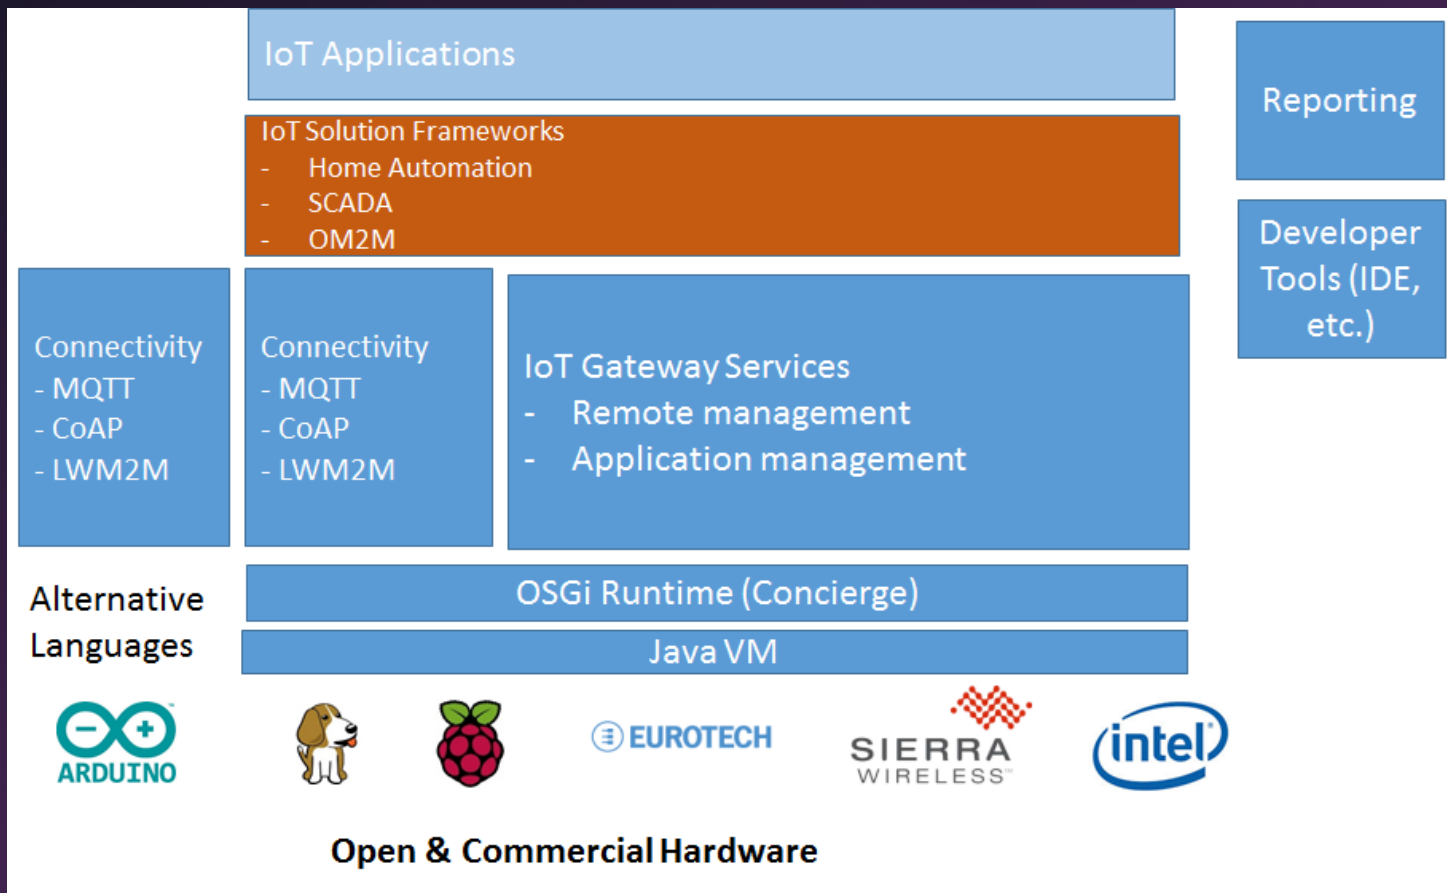 IoT Applications
IoT Solution Frameworks
- Home Automation
- SCADA
- OM2M
Connectivity
- MQTT
- CoAP
- LWM2M
Connectivity
- MQTT
- CoAP
- LWM2M
IoT Gateway Services
- Remote management
- Application management
Reporting
Developer
Tools (IDE,
etc.)
Alternative
Languages
OSGi Runtime (Concierge)
Java VM
ARDUINO
EUROTECH
SIERRA
WIRELESS™
intel
Open & Commercial Hardware